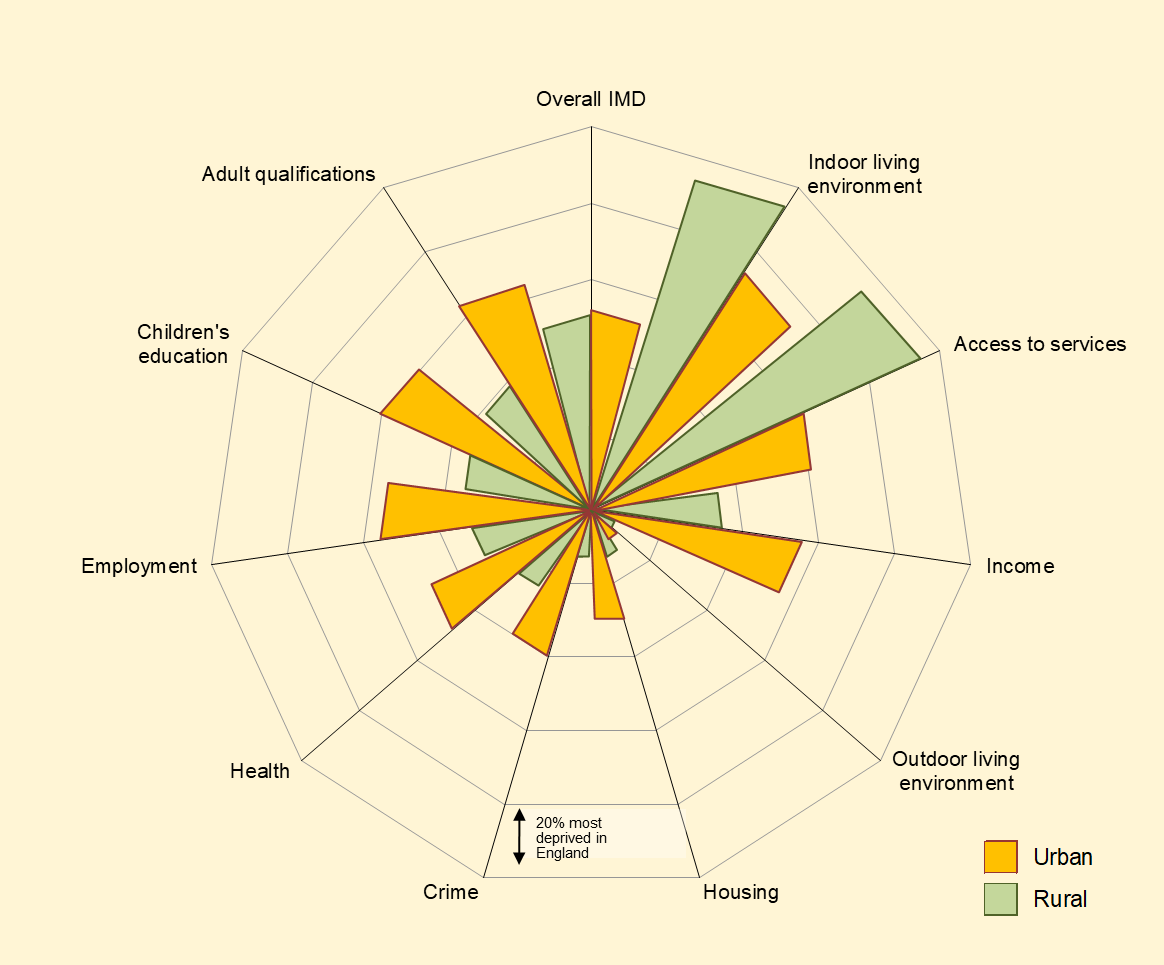 Overall IMD
Indoor living
environment
Adult qualifications
Children's
education
Access to services
Employment
Income
Health
Outdoor living
environment
20% most
deprived in
England
Crime
Housing
Urban
Rural